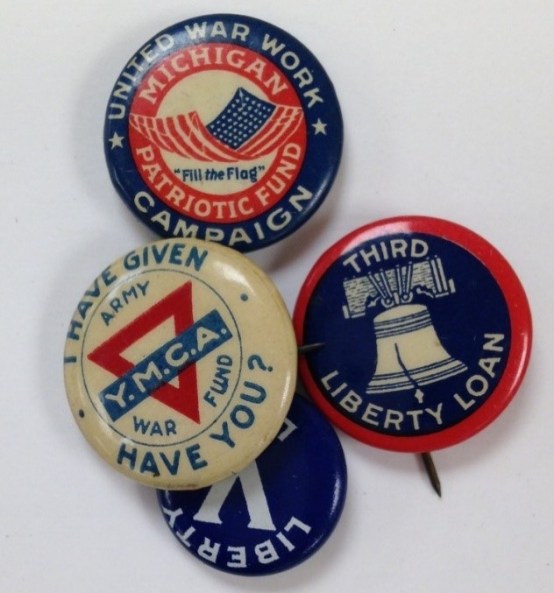 UNITED WAR WORK
CAMPAIGN
MICHIGAN
"Fill the Flag"
PATRIOTIC FUND
I HAVE GIVEN
ARMY
Y.M.C.A.
WAR FUND
HAVE YOU?
THIRD
LIBERTY LOAN
V
LIBERTY